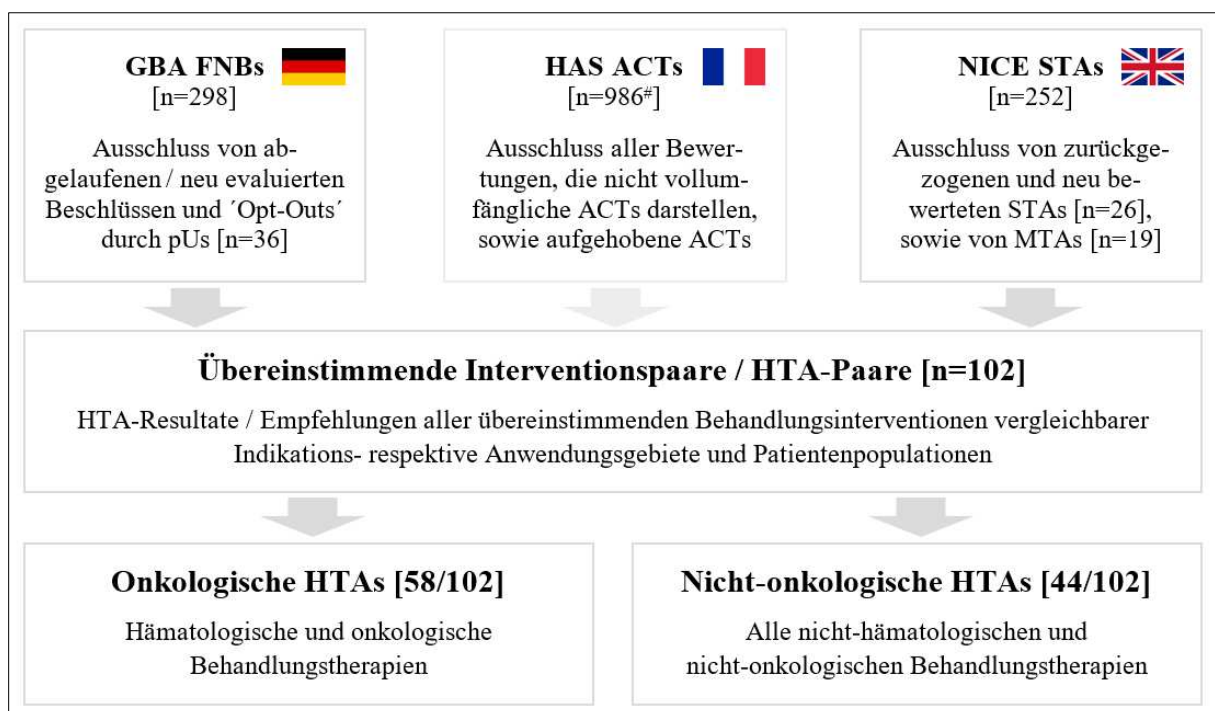 GBA FNBs
[n=298]
Ausschluss von ab-
gelaufenen / neu evaluierten
Beschlüssen und ´Opt-Outs´
durch pUs [n=36]
HAS ACTs
[n=986#]
Ausschluss aller Bewer-
tungen, die nicht vollum-
fängliche ACTs darstellen,
sowie aufgehobene ACTs
NICE STAs
[n=252]
Ausschluss von zurückge-
zogenen und neu be-
werteten STAs [n=26],
sowie von MTAs [n=19]
Übereinstimmende Interventionspaare / HTA-Paare [n=102]
HTA-Resultate / Empfehlungen aller übereinstimmenden Behandlungsinterventionen vergleichbarer
Indikations- respektive Anwendungsgebiete und Patientenpopulationen
Onkologische HTAs [58/102]
Hämatologische und onkologische
Behandlungstherapien
Nicht-onkologische HTAs [44/102]
Alle nicht-hämatologischen und
nicht-onkologischen Behandlungstherapien